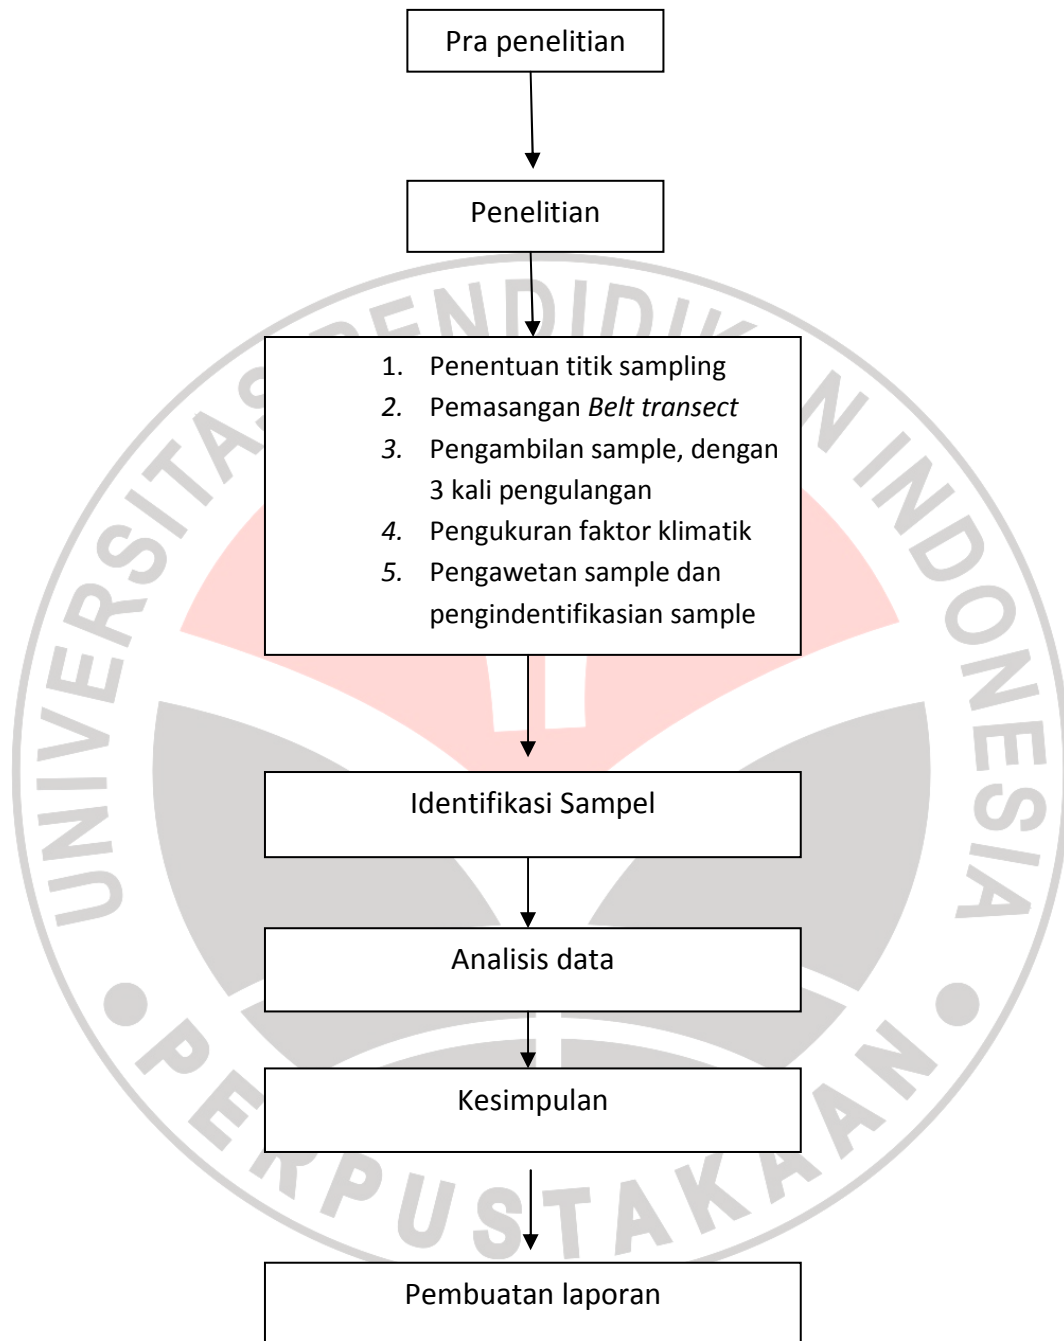 Pra penelitian
Penelitian
1. Penentuan titik sampling
2. Pemasangan Belt transect
3. Pengambilan sample, dengan
3 kali pengulangan
4. Pengukuran faktor klimatik
5. Pengawetan sample dan
pengindentifikasian sample
Identifikasi Sampel
Analisis data
Kesimpulan
Pembuatan laporan
UNIVERSITAS PENDIDIKAN INDONESIA
PERPUSTAKAAN